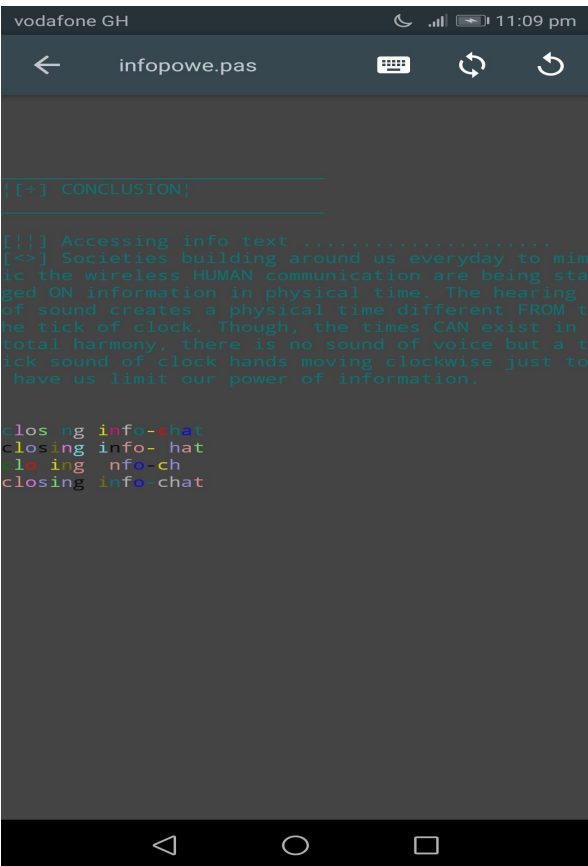 vodafone GH 11:09 pm
infopowe.pas
¦[+] CONCLUSION¦
[¦¦] Accessing info text .....................
[<>] Societies building around us everyday to mim
ic the wireless HUMAN communication are being sta
ged ON information in physical time. The hearing
of sound creates a physical time different FROM t
he tick of clock. Though, the times CAN exist in
total harmony, there is no sound of voice but a t
ick sound of clock hands moving clockwise just to
have us limit our power of information.
clos ng info-chat
closing info- hat
clo ing nfo-ch
closing info-chat